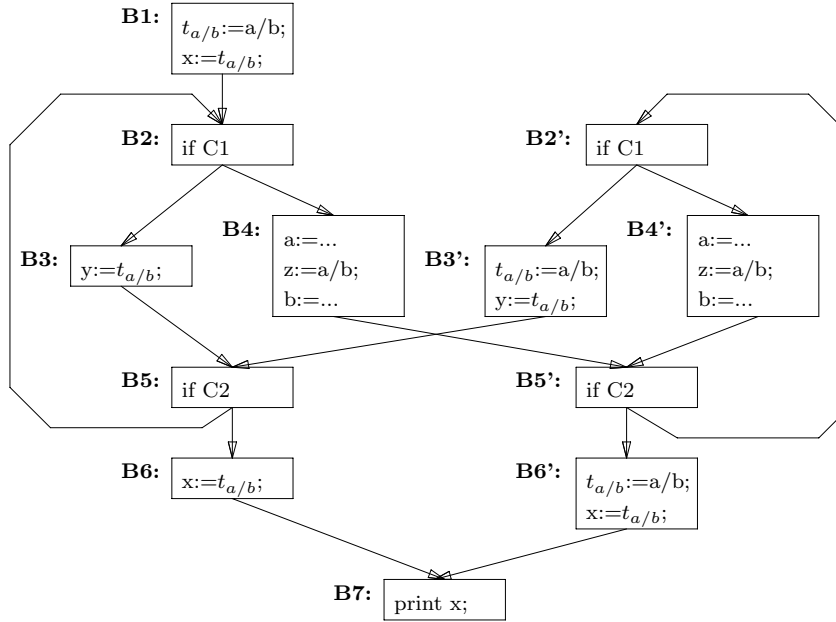 B1:
t_{a/b}:=a/b;
x:=t_{a/b};
B2:
if C1
B2':
if C1
B3:
y:=t_{a/b};
B4:
a:=...
z:=a/b;
b:=...
B3':
t_{a/b}:=a/b;
y:=t_{a/b};
B4':
a:=...
z:=a/b;
b:=...
B5:
if C2
B5':
if C2
B6:
x:=t_{a/b};
B6':
t_{a/b}:=a/b;
x:=t_{a/b};
B7:
print x;